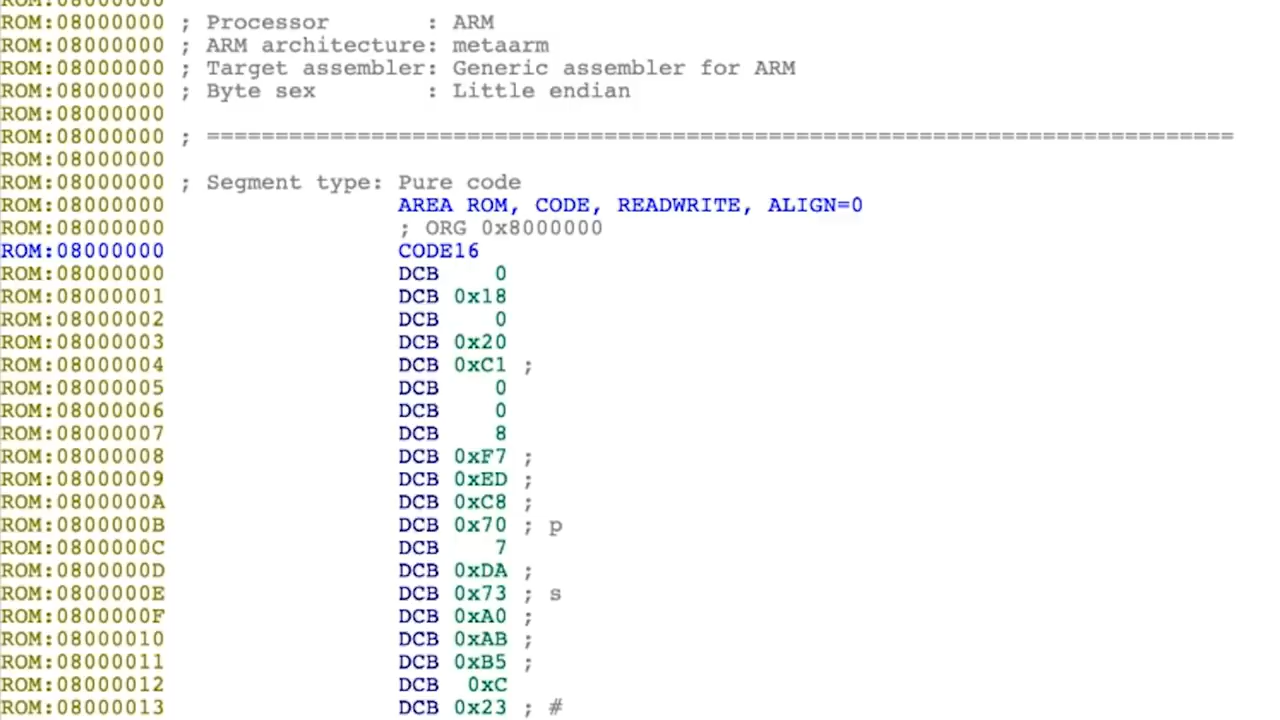 ROM:08000000
ROM:08000000 ; Processor       : ARM
ROM:08000000 ; ARM architecture: metaarm
ROM:08000000 ; Target assembler: Generic assembler for ARM
ROM:08000000 ; Byte sex        : Little endian
ROM:08000000
ROM:08000000 ; ===========================================================================
ROM:08000000
ROM:08000000 ; Segment type: Pure code
ROM:08000000                 AREA ROM, CODE, READWRITE, ALIGN=0
ROM:08000000                 ; ORG 0x8000000
ROM:08000000                 CODE16
ROM:08000000                 DCB    0
ROM:08000001                 DCB 0x18
ROM:08000002                 DCB    0
ROM:08000003                 DCB 0x20
ROM:08000004                 DCB 0xC1 ;
ROM:08000005                 DCB    0
ROM:08000006                 DCB    0
ROM:08000007                 DCB    8
ROM:08000008                 DCB 0xF7 ;
ROM:08000009                 DCB 0xED ;
ROM:0800000A                 DCB 0xC8 ;
ROM:0800000B                 DCB 0x70 ; p
ROM:0800000C                 DCB    7
ROM:0800000D                 DCB 0xDA ;
ROM:0800000E                 DCB 0x73 ; s
ROM:0800000F                 DCB 0xA0 ;
ROM:08000010                 DCB 0xAB ;
ROM:08000011                 DCB 0xB5 ;
ROM:08000012                 DCB  0xC
ROM:08000013                 DCB 0x23 ; #